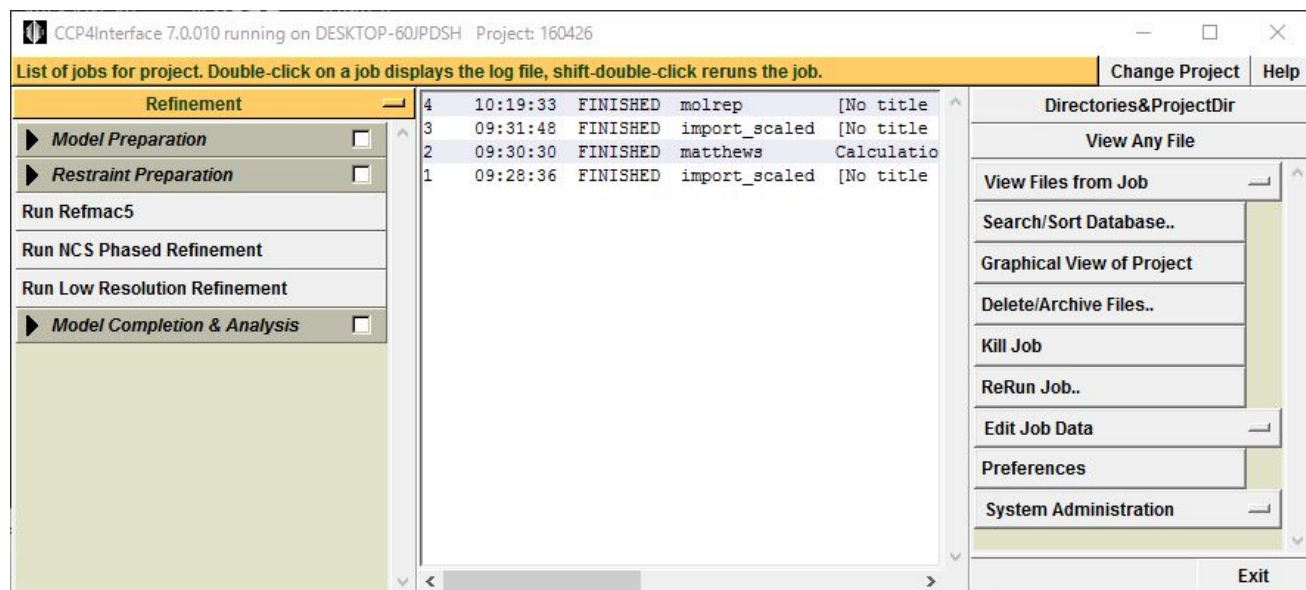 CCP4Interface 7.0.010 running on DESKTOP-60JPDSH Project: 160426
List of jobs for project. Double-click on a job displays the log file, shift-double-click reruns the job.
Change Project
Help
Refinement
Model Preparation
Restraint Preparation
Run Refmac5
Run NCS Phased Refinement
Run Low Resolution Refinement
Model Completion & Analysis
4 10:19:33 FINISHED molrep [No title
3 09:31:48 FINISHED import_scaled [No title
2 09:30:30 FINISHED matthews Calculatio
1 09:28:36 FINISHED import_scaled [No title
Directories&ProjectDir
View Any File
View Files from Job
Search/Sort Database..
Graphical View of Project
Delete/Archive Files..
Kill Job
ReRun Job..
Edit Job Data
Preferences
System Administration
Exit